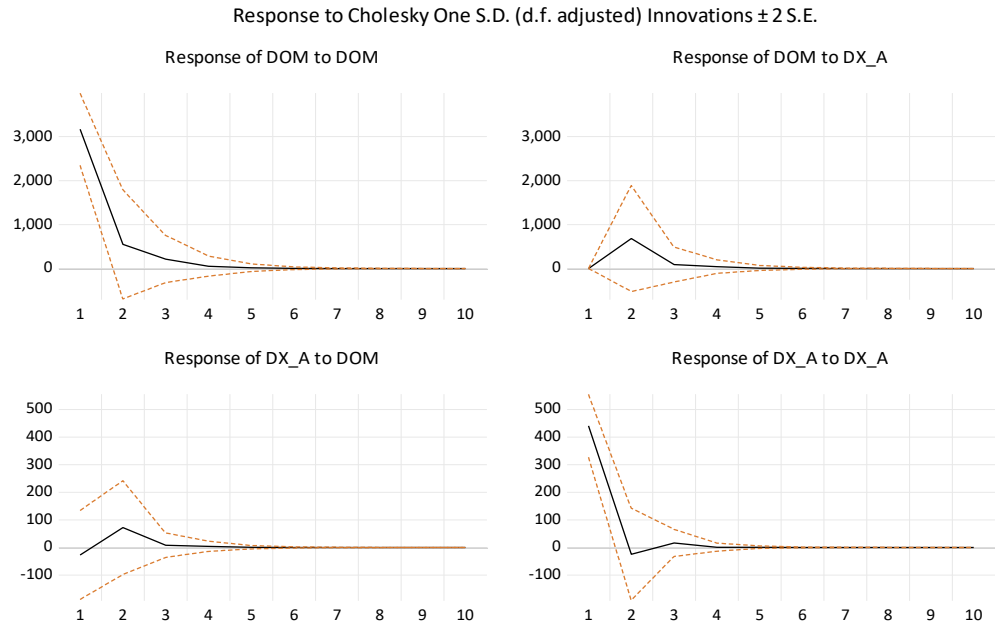 Response to Cholesky One S.D. (d.f. adjusted) Innovations ± 2 S.E.
Response of DOM to DOM
3,000
2,000
1,000
0
1 2 3 4 5 6 7 8 9 10
Response of DOM to DX_A
3,000
2,000
1,000
0
1 2 3 4 5 6 7 8 9 10
Response of DX_A to DOM
500
400
300
200
100
0
-100
1 2 3 4 5 6 7 8 9 10
Response of DX_A to DX_A
500
400
300
200
100
0
-100
1 2 3 4 5 6 7 8 9 10